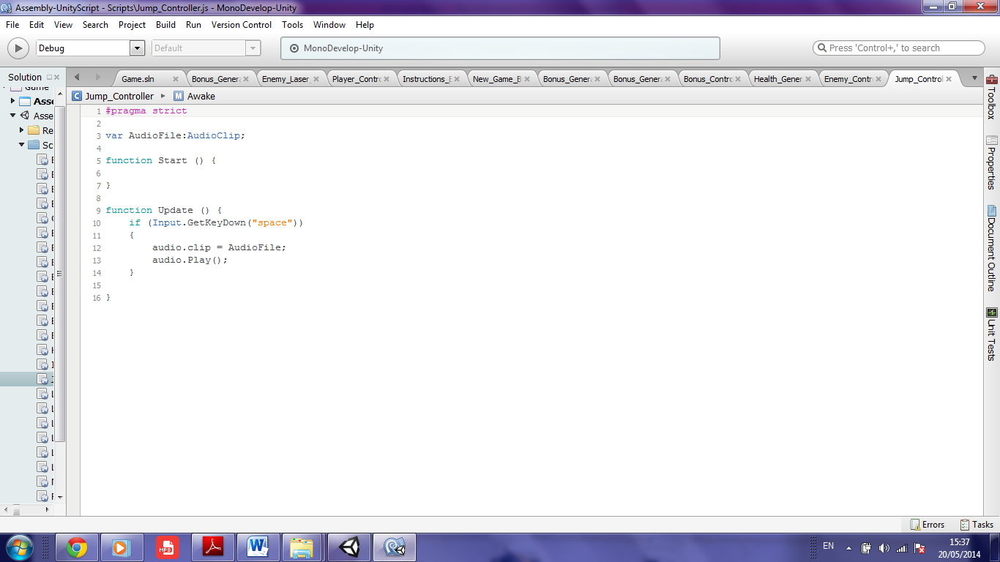 Assembly-UnityScript - Scripts\Jump_Controller.js - MonoDevelop-Unity
File Edit View Search Project Build Run Version Control Tools Window Help
Debug Default MonoDevelop-Unity Press 'Control+,' to search
Solution Game.sln Bonus_Genera Enemy_Laser_ Player_Contro Instructions_B New_Game_B Bonus_Genera Bonus_Genera Bonus_Contro Health_Gener Enemy_Contr Jump_Control
Game
Asse
Asse
Re
Sc
Jump_Controller Awake
1 #pragma strict
2
3 var AudioFile:AudioClip;
4
5 function Start () {
6
7 }
8
9 function Update () {
10 if (Input.GetKeyDown("space"))
11 {
12 audio.clip = AudioFile;
13 audio.Play();
14 }
15
16 }
Toolbox
Properties
Document Outline
Unit Tests
Errors Tasks
MP3
EN
15:37
20/05/2014